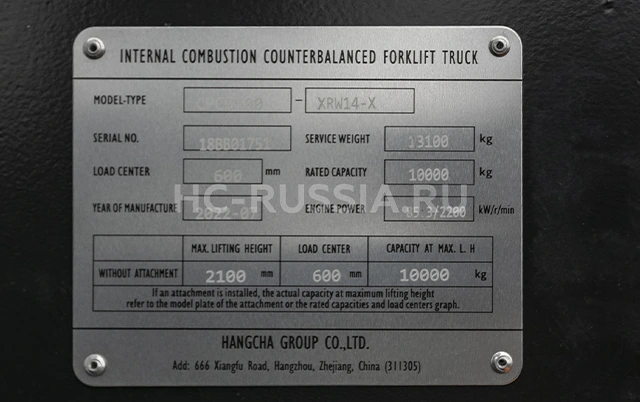 INTERNAL COMBUSTION COUNTERBALANCED FORKLIFT TRUCK
MODEL-TYPE - XRW14-X
SERIAL NO. SERVICE WEIGHT 13100 kg
LOAD CENTER 600 mm RATED CAPACITY 10000 kg
HC-RUSSIA.RU
YEAR OF MANUFACTURE ENGINE POWER kW/r/min
MAX. LIFTING HEIGHT LOAD CENTER CAPACITY AT MAX. L. H
WITHOUT ATTACHMENT 2100 mm 600 mm 10000 kg
If an attachment is installed, the actual capacity at maximum lifting height
refer to the model plate of the attachment or the rated capacities and load centers graph.
HANGCHA GROUP CO.,LTD.
Add: 666 Xiangfu Road, Hangzhou, Zhejiang, China (311305)